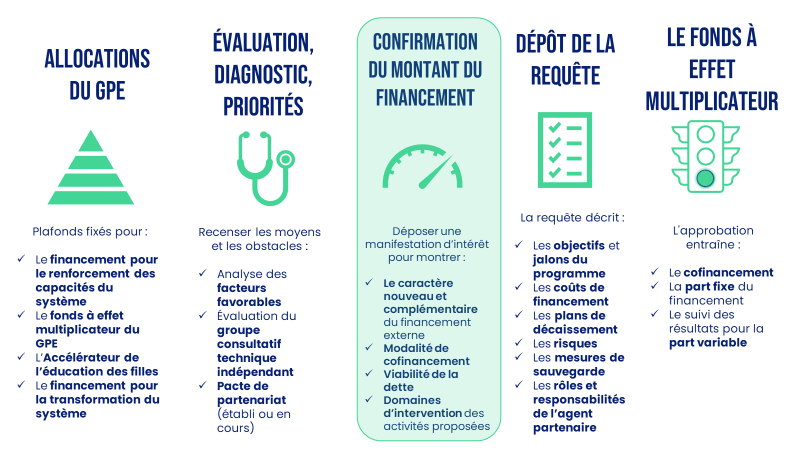 ALLOCATIONS
DU GPE
Plafonds fixés pour :
✓ Le financement pour
le renforcement des
capacités du
système
✓ Le fonds à effet
multiplicateur du
GPE
✓ L'Accélérateur de
l'éducation des filles
✓ Le financement pour
la transformation du
système
ÉVALUATION,
DIAGNOSTIC,
PRIORITÉS
Recenser les moyens
et les obstacles :
✓ Analyse des
facteurs
favorables
✓ Évaluation du
groupe
consultatif
technique
indépendant
✓ Pacte de
partenariat
(établi ou en
cours)
CONFIRMATION
DU MONTANT DU
FINANCEMENT
Déposer une
manifestation d'intérêt
pour montrer :
✓ Le caractère
nouveau et
complémentaire
du financement
externe
✓ Modalité de
cofinancement
✓ Viabilité de la
dette
✓ Domaines
d'intervention des
activités proposées
DÉPÔT DE LA
REQUÊTE
La requête décrit :
✓ Les objectifs et
jalons du
programme
✓ Les coûts de
financement
✓ Les plans de
décaissement
✓ Les risques
✓ Les mesures de
sauvegarde
✓ Les rôles et
responsabilités
de l'agent
partenaire
LE FONDS À
EFFET
MULTIPLICATEUR
L'approbation
entraîne :
✓ Le cofinancement
✓ La part fixe du
financement
✓ Le suivi des
résultats pour la
part variable